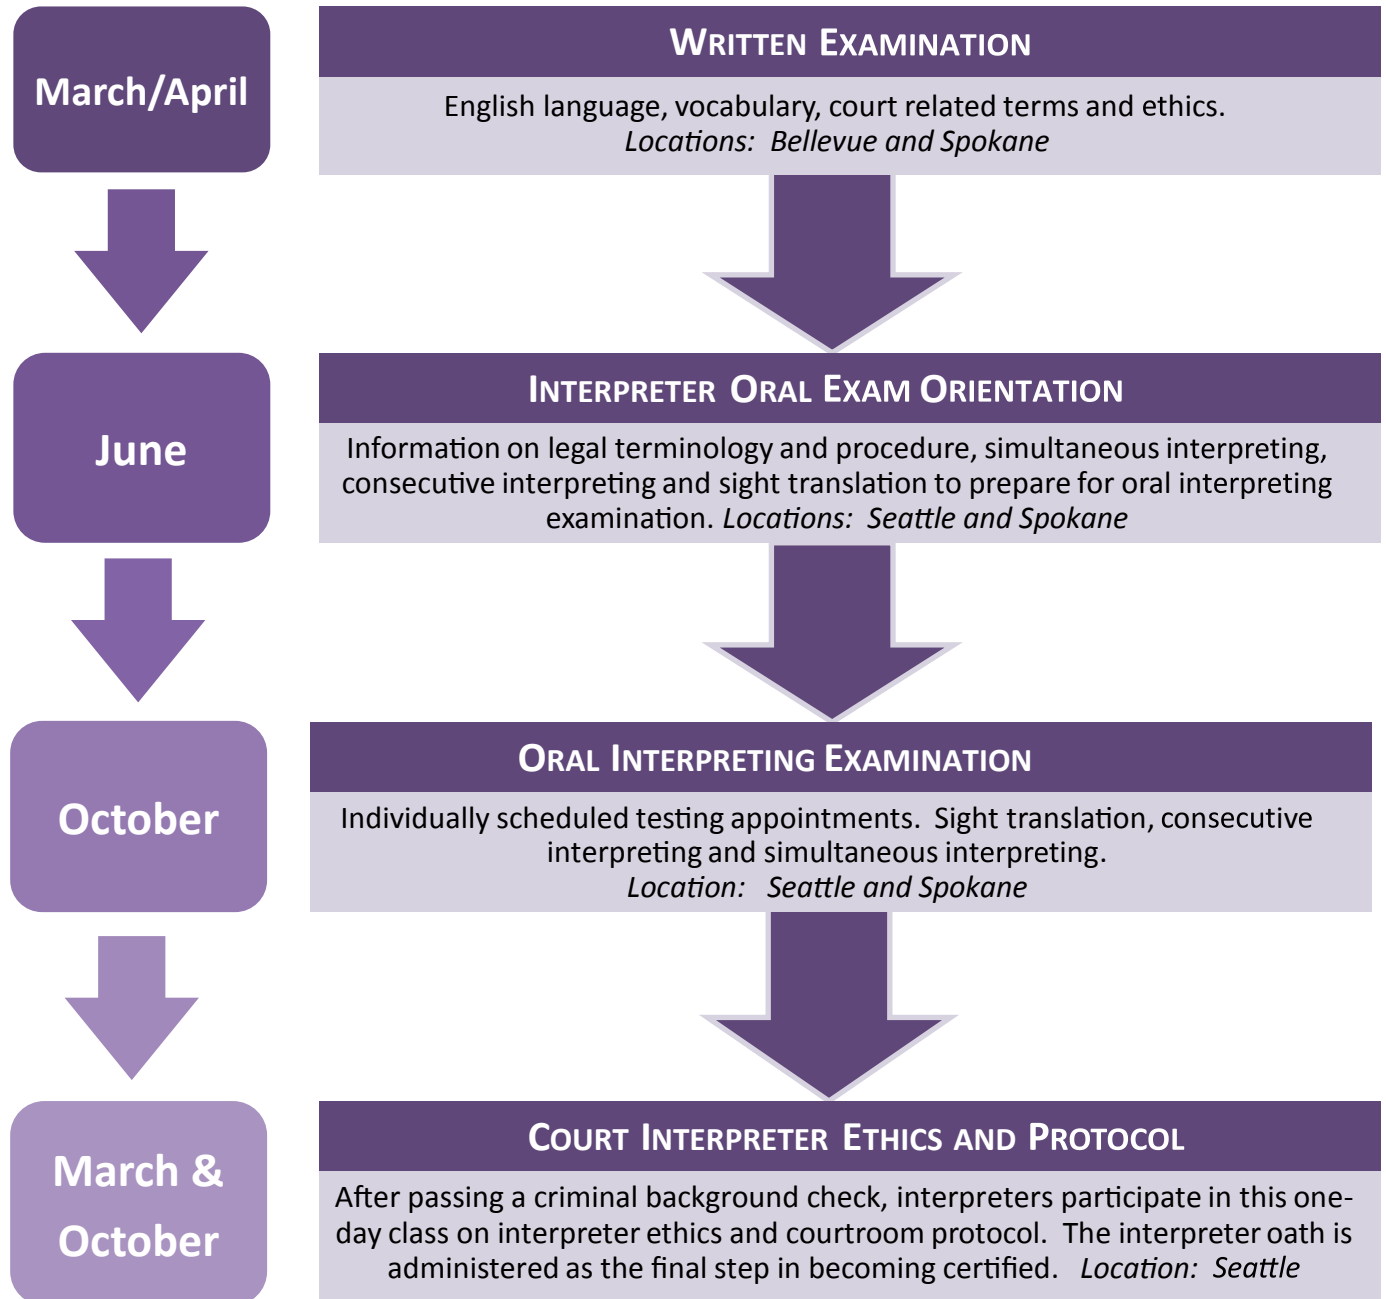 March/April
WRITTEN EXAMINATION
English language, vocabulary, court related terms and ethics.
Locations: Bellevue and Spokane
June
INTERPRETER ORAL EXAM ORIENTATION
Information on legal terminology and procedure, simultaneous interpreting,
consecutive interpreting and sight translation to prepare for oral interpreting
examination. Locations: Seattle and Spokane
October
ORAL INTERPRETING EXAMINATION
Individually scheduled testing appointments. Sight translation, consecutive
interpreting and simultaneous interpreting.
Location: Seattle and Spokane
March &
October
COURT INTERPRETER ETHICS AND PROTOCOL
After passing a criminal background check, interpreters participate in this one-
day class on interpreter ethics and courtroom protocol. The interpreter oath is
administered as the final step in becoming certified. Location: Seattle